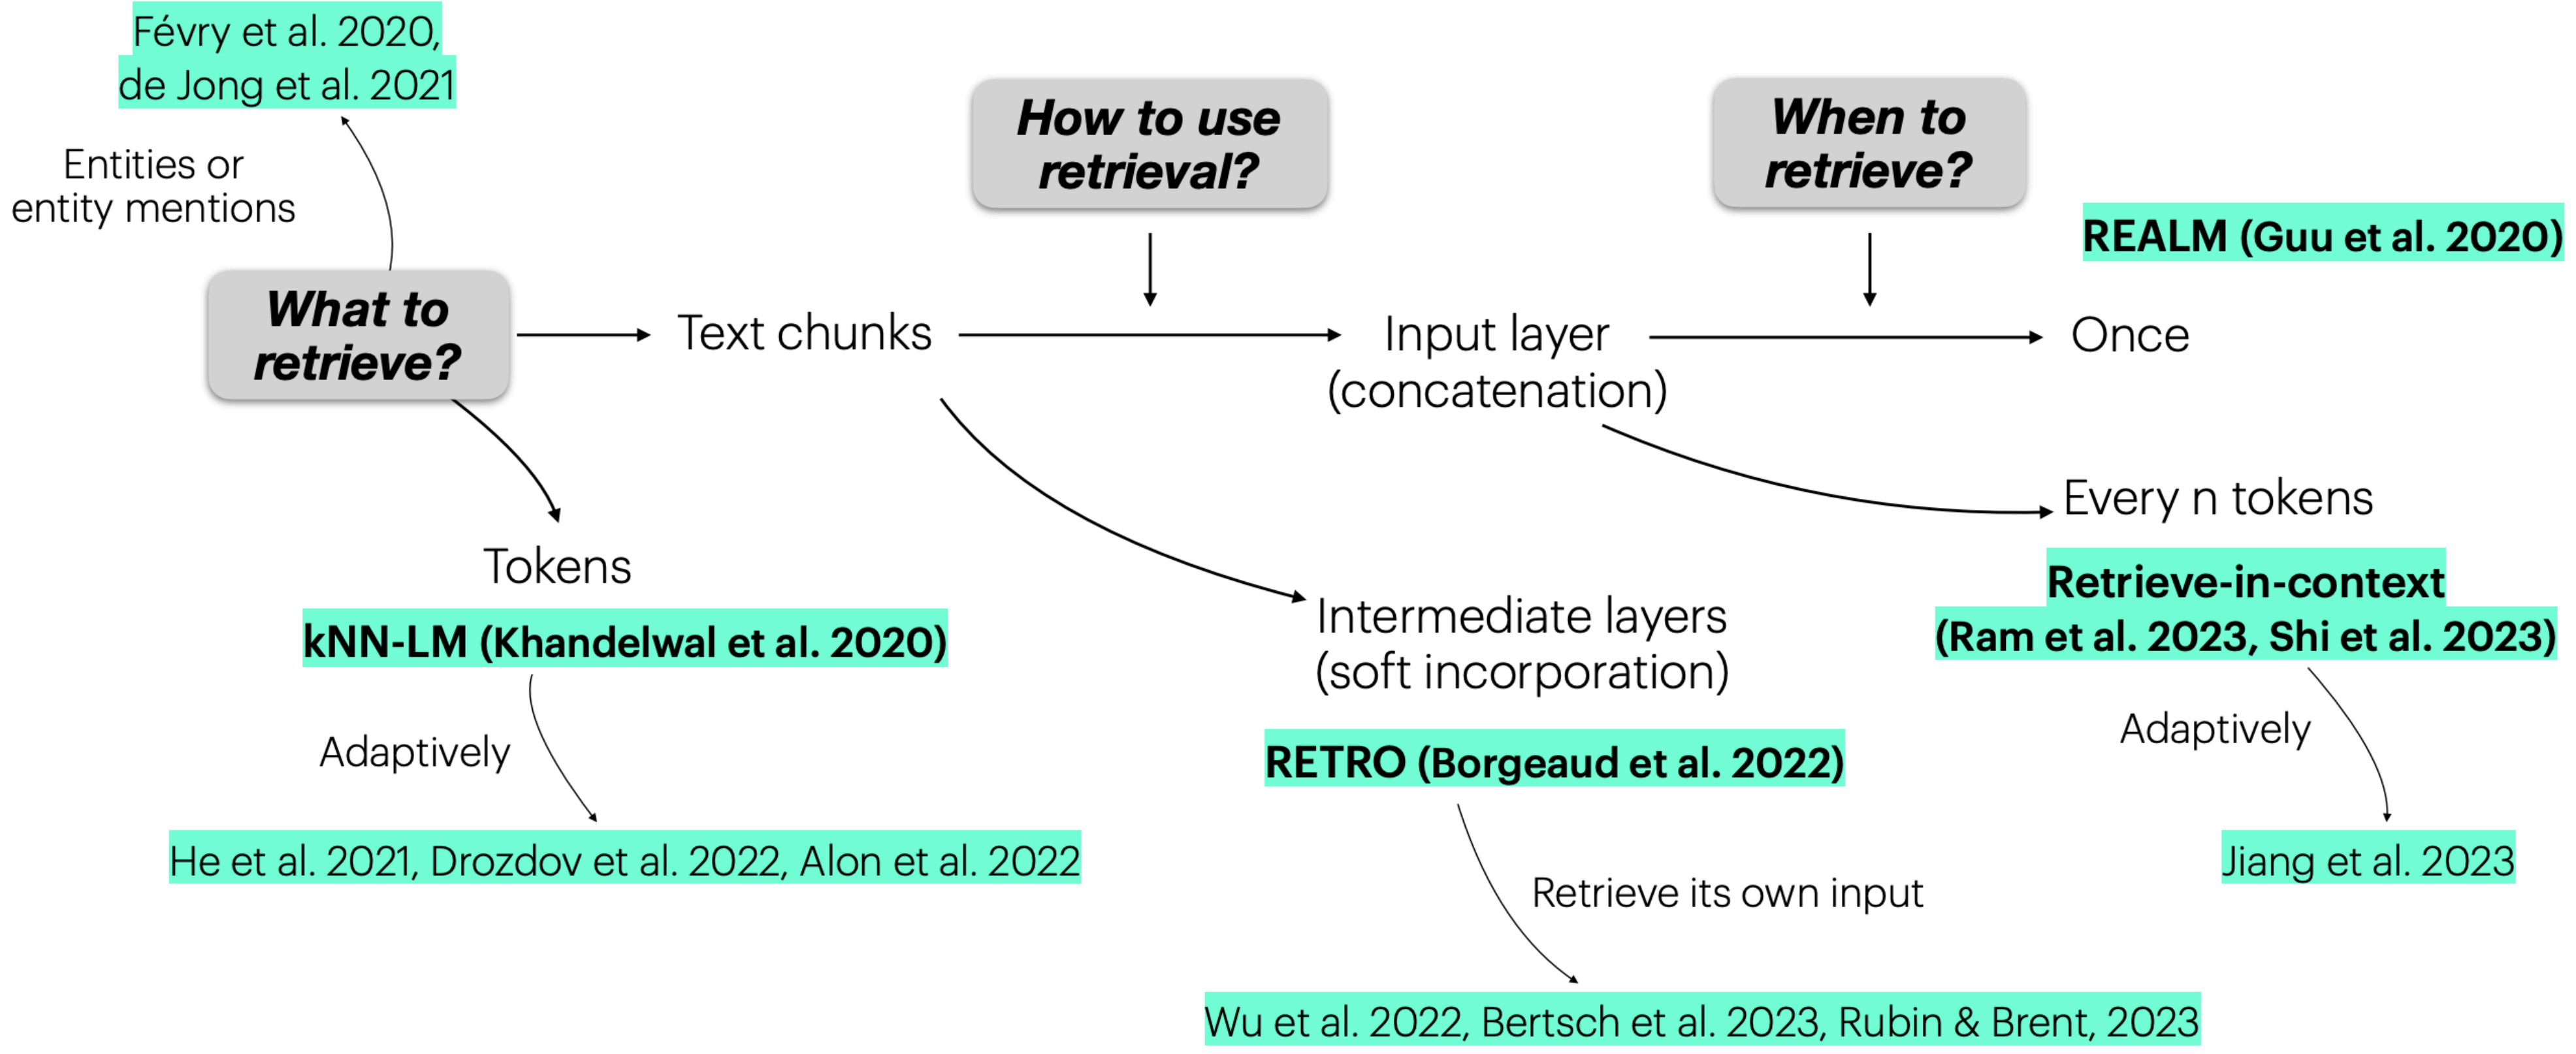 Févry et al. 2020,
de Jong et al. 2021
Entities or
entity mentions
What to
retrieve?
How to use
retrieval?
When to
retrieve?
REALM (Guu et al. 2020)
Text chunks
Input layer
(concatenation)
Once
Every n tokens
Retrieve-in-context
(Ram et al. 2023, Shi et al. 2023)
Tokens
kNN-LM (Khandelwal et al. 2020)
Intermediate layers
(soft incorporation)
RETRO (Borgeaud et al. 2022)
Adaptively
Adaptively
He et al. 2021, Drozdov et al. 2022, Alon et al. 2022
Jiang et al. 2023
Retrieve its own input
Wu et al. 2022, Bertsch et al. 2023, Rubin & Brent, 2023